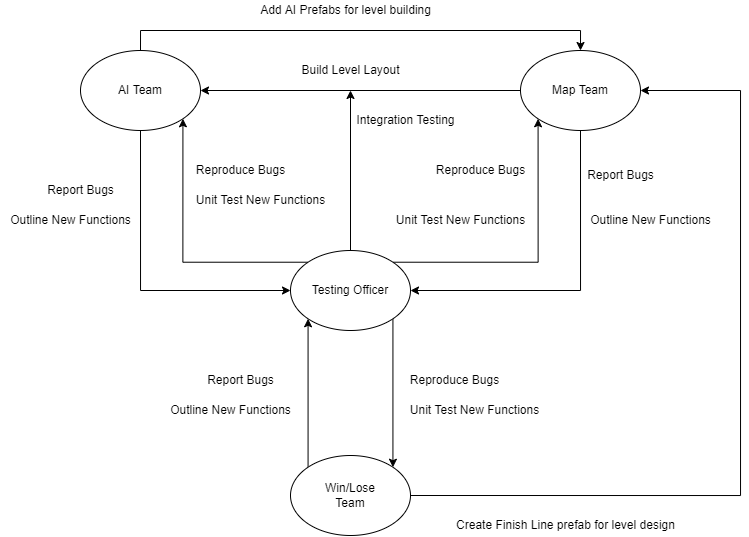 Add AI Prefabs for level building
Build Level Layout
AI Team
Map Team
Integration Testing
Reproduce Bugs
Reproduce Bugs
Report Bugs
Report Bugs
Unit Test New Functions
Outline New Functions
Unit Test New Functions
Outline New Functions
Testing Officer
Report Bugs
Reproduce Bugs
Outline New Functions
Unit Test New Functions
Win/Lose
Team
Create Finish Line prefab for level design